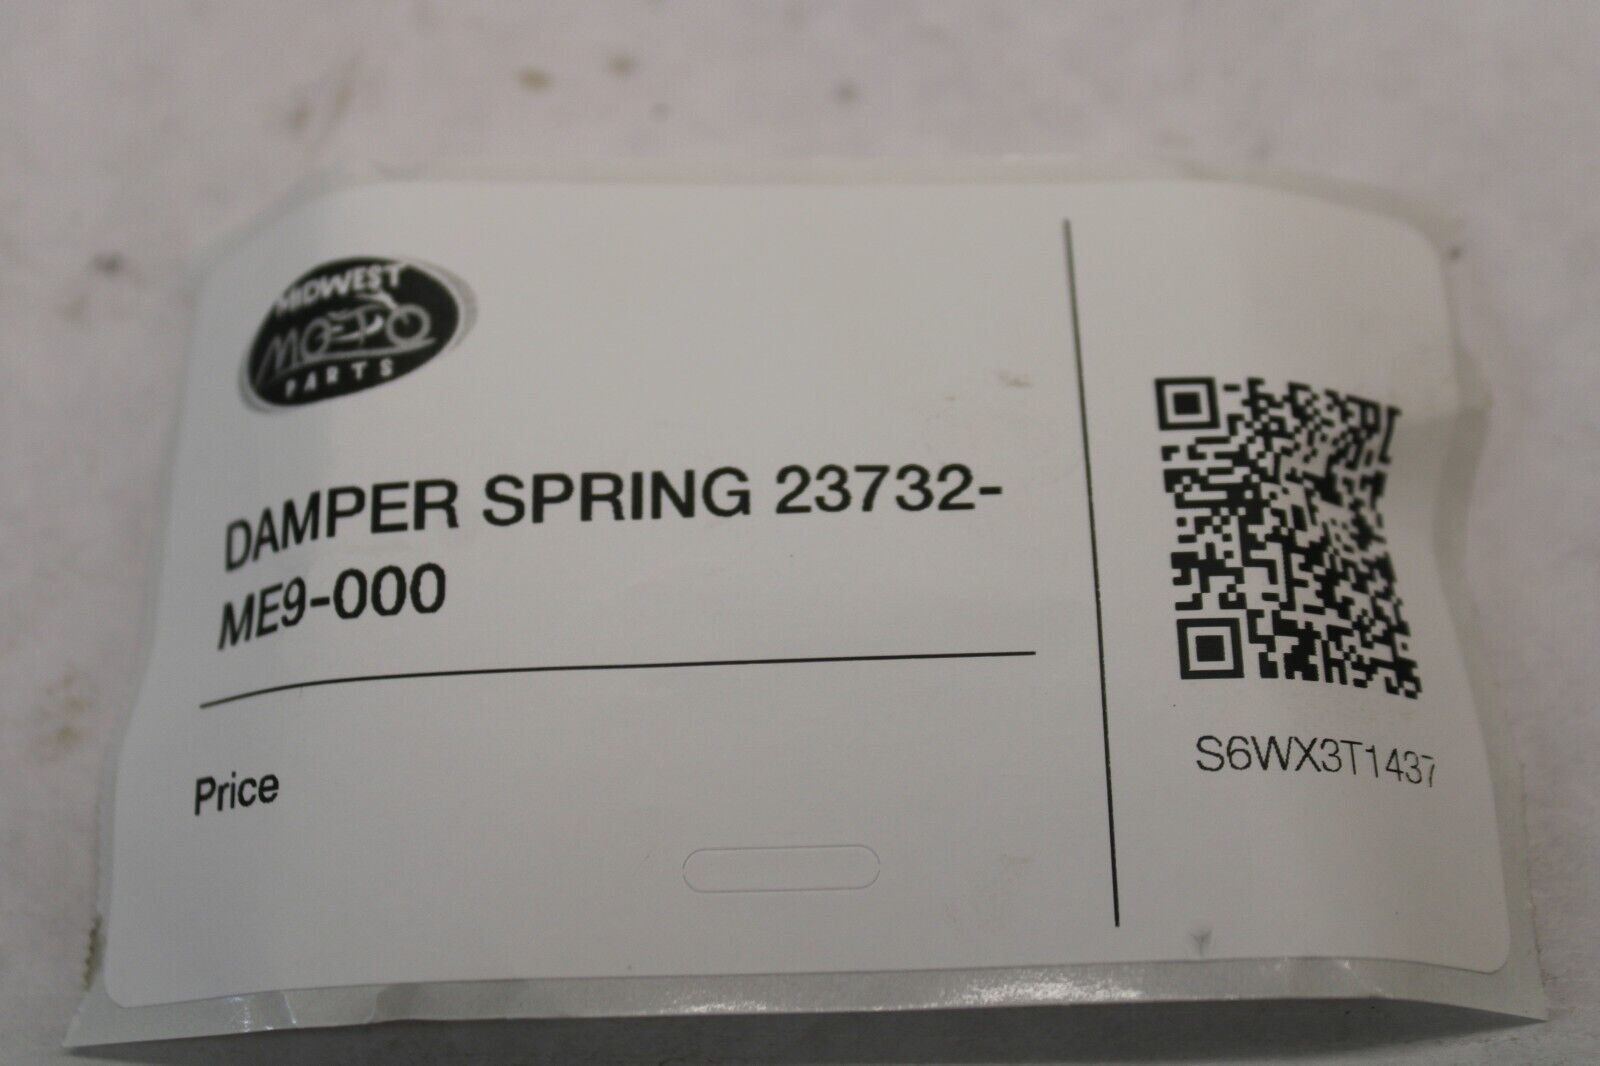 MIDWEST
MOTO
PARTS
DAMPER SPRING 23732-
ME9-000
Price
S6WX3T1437